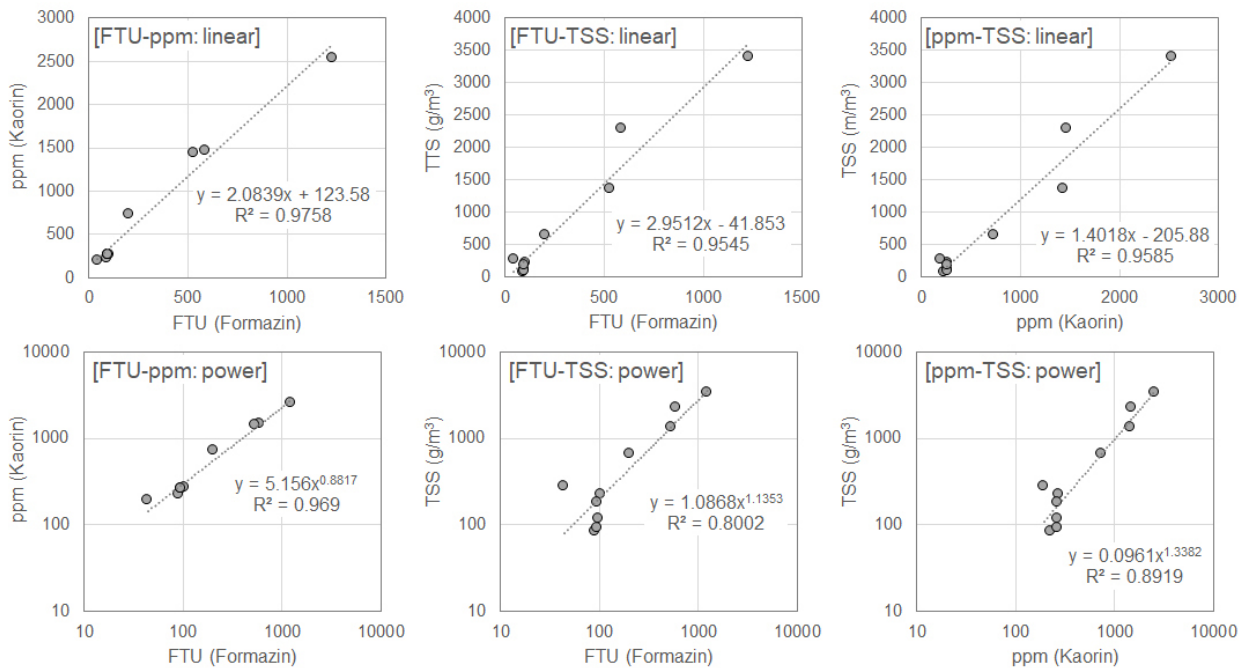 [FTU-ppm: linear]
3000
2500
2000
1500
1000
500
0
ppm (Kaorin)
y = 2.0839x + 123.58
R² = 0.9758
0 500 1000 1500
FTU (Formazin)
[FTU-TSS: linear]
4000
3500
3000
2500
2000
1500
1000
500
0
TTS (g/m³)
y = 2.9512x - 41.853
R² = 0.9545
0 500 1000 1500
FTU (Formazin)
[ppm-TSS: linear]
4000
3500
3000
2500
2000
1500
1000
500
0
TSS (m/m³)
y = 1.4018x - 205.88
R² = 0.9585
0 1000 2000 3000
ppm (Kaorin)
[FTU-ppm: power]
10000
1000
100
10
ppm (Kaorin)
y = 5.156x^0.8817
R² = 0.969
10 100 1000 10000
FTU (Formazin)
[FTU-TSS: power]
10000
1000
100
10
TSS (g/m³)
y = 1.0868x^1.1353
R² = 0.8002
10 100 1000 10000
FTU (Formazin)
[ppm-TSS: power]
10000
1000
100
10
TSS (g/m³)
y = 0.0961x^1.3382
R² = 0.8919
10 100 1000 10000
ppm (Kaorin)